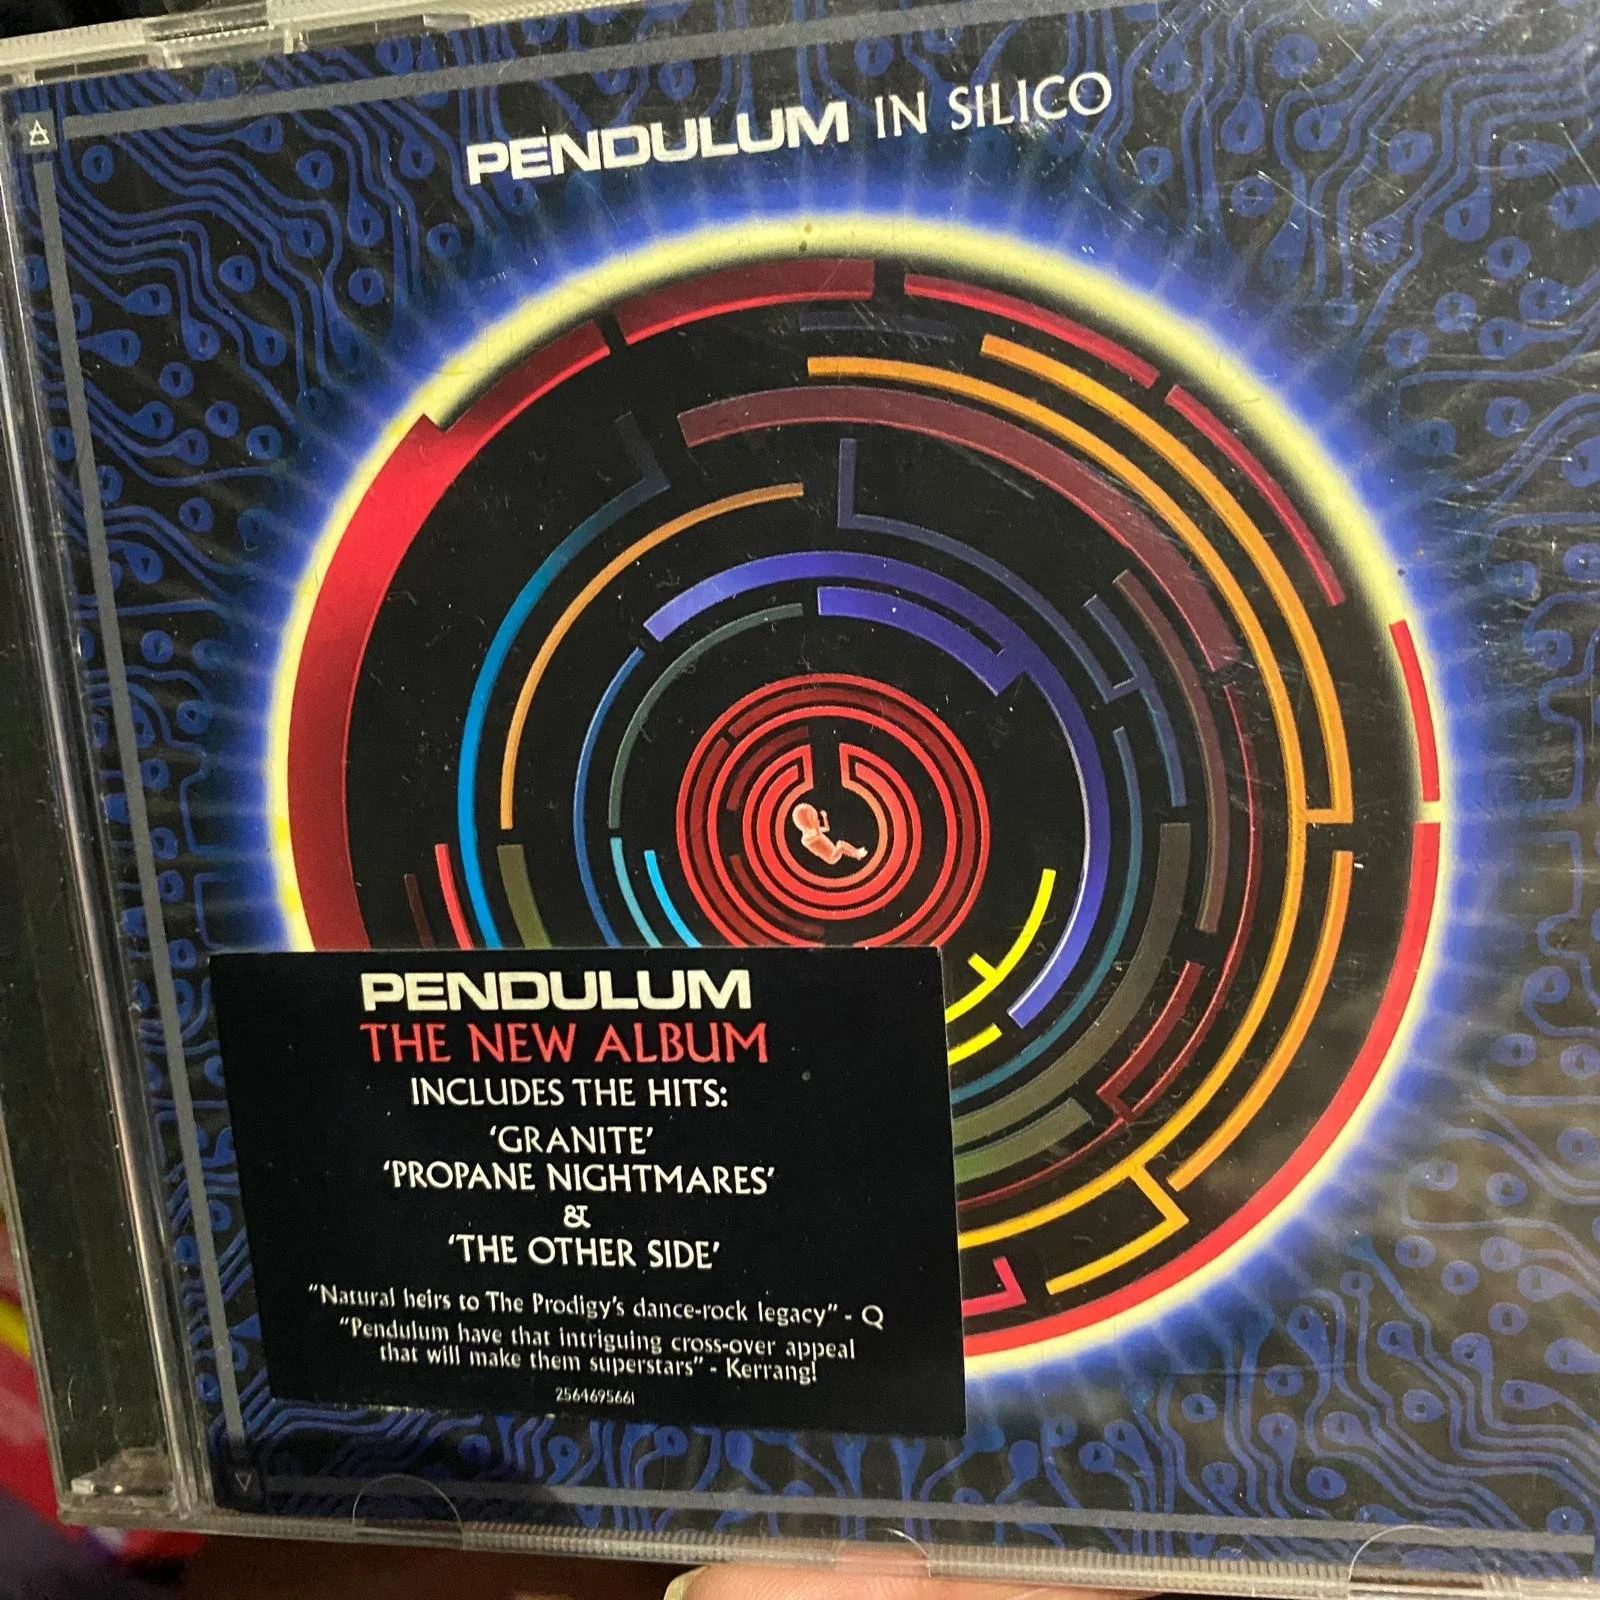 PENDULUM IN SILICO
PENDULUM
THE NEW ALBUM
INCLUDES THE HITS:
‘GRANITE’
‘PROPANE NIGHTMARES’
&
‘THE OTHER SIDE’
“Natural heirs to The Prodigy’s dance-rock legacy” - Q
“Pendulum have that intriguing cross-over appeal
that will make them superstars” - Kerrang!
2564695661